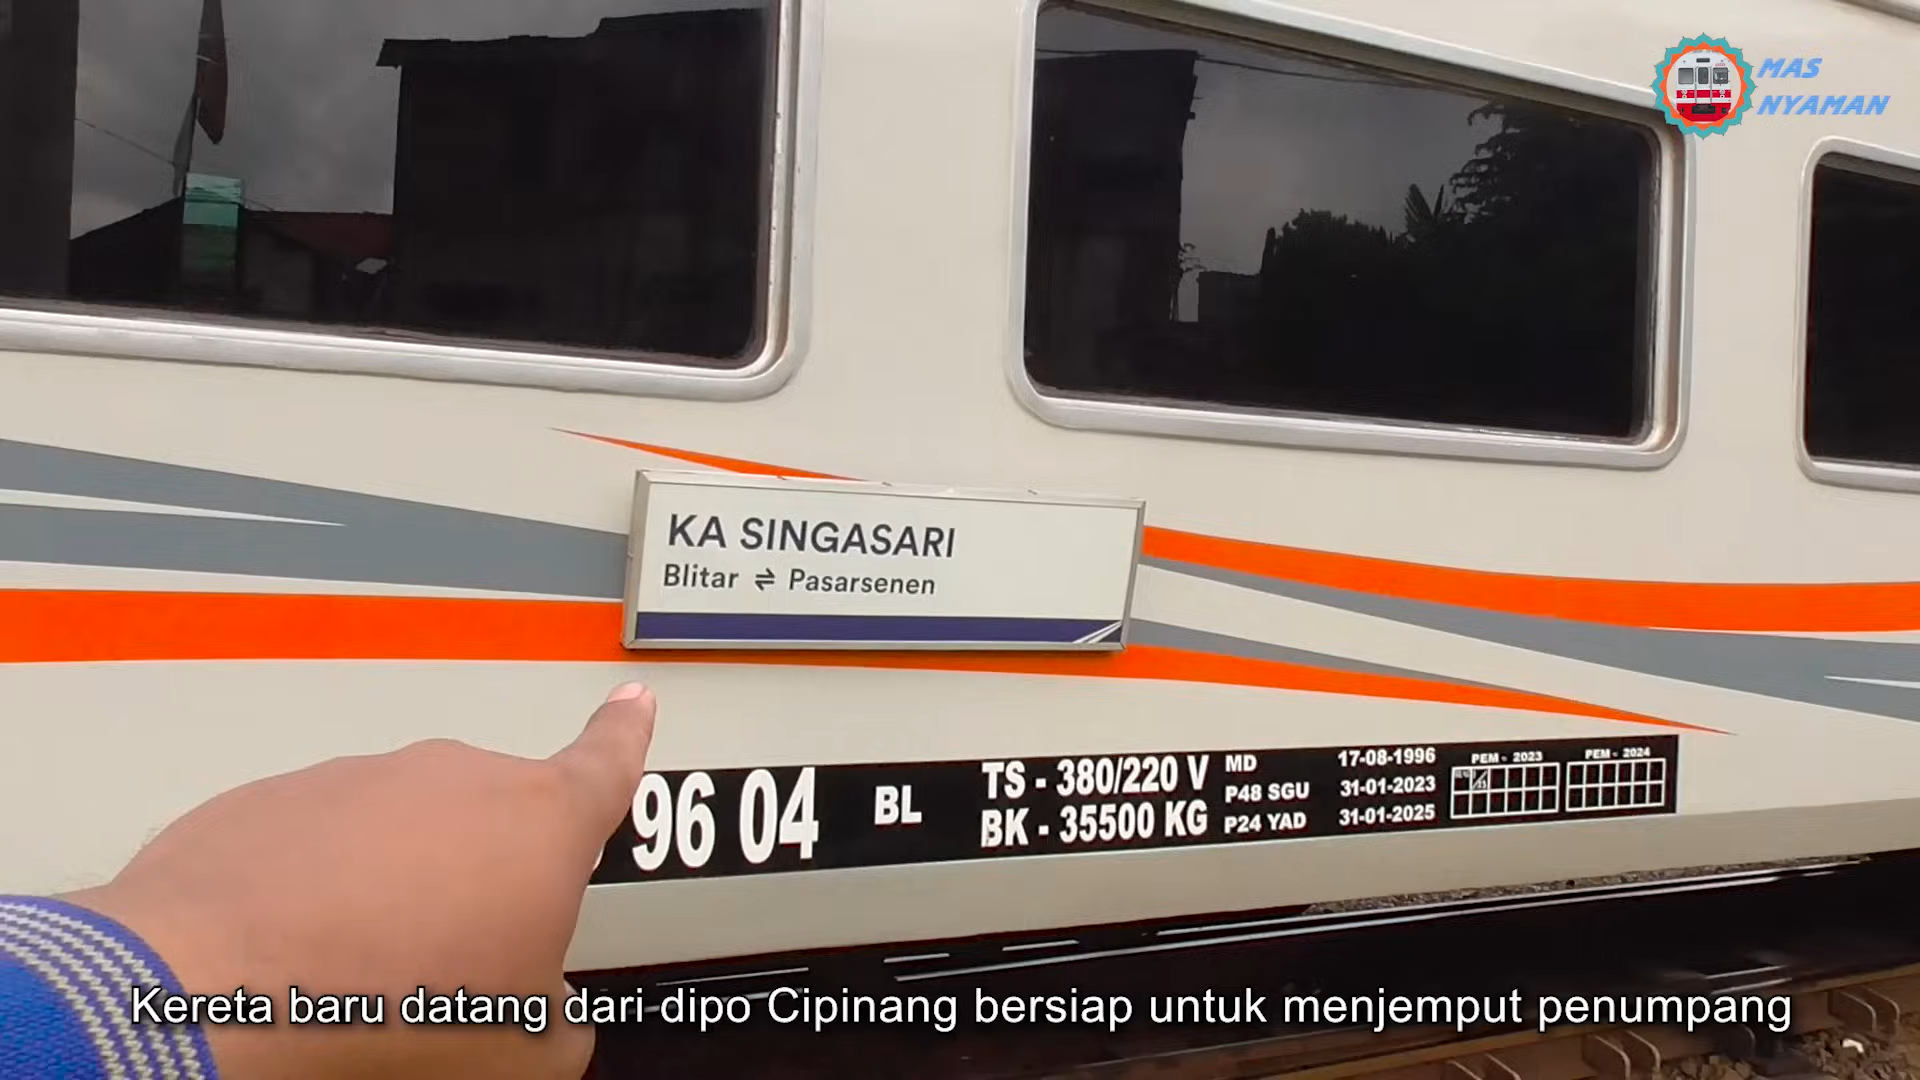 MAS
NYAMAN
KA SINGASARI
Blitar ⇌ Pasarsenen
96 04
BL
TS - 380/220 V
BK - 35500 KG
MD 17-08-1996
P48 SGU 31-01-2023
P24 YAD 31-01-2025
PEM - 2023
PEM - 2024
Kereta baru datang dari dipo Cipinang bersiap untuk menjemput penumpang